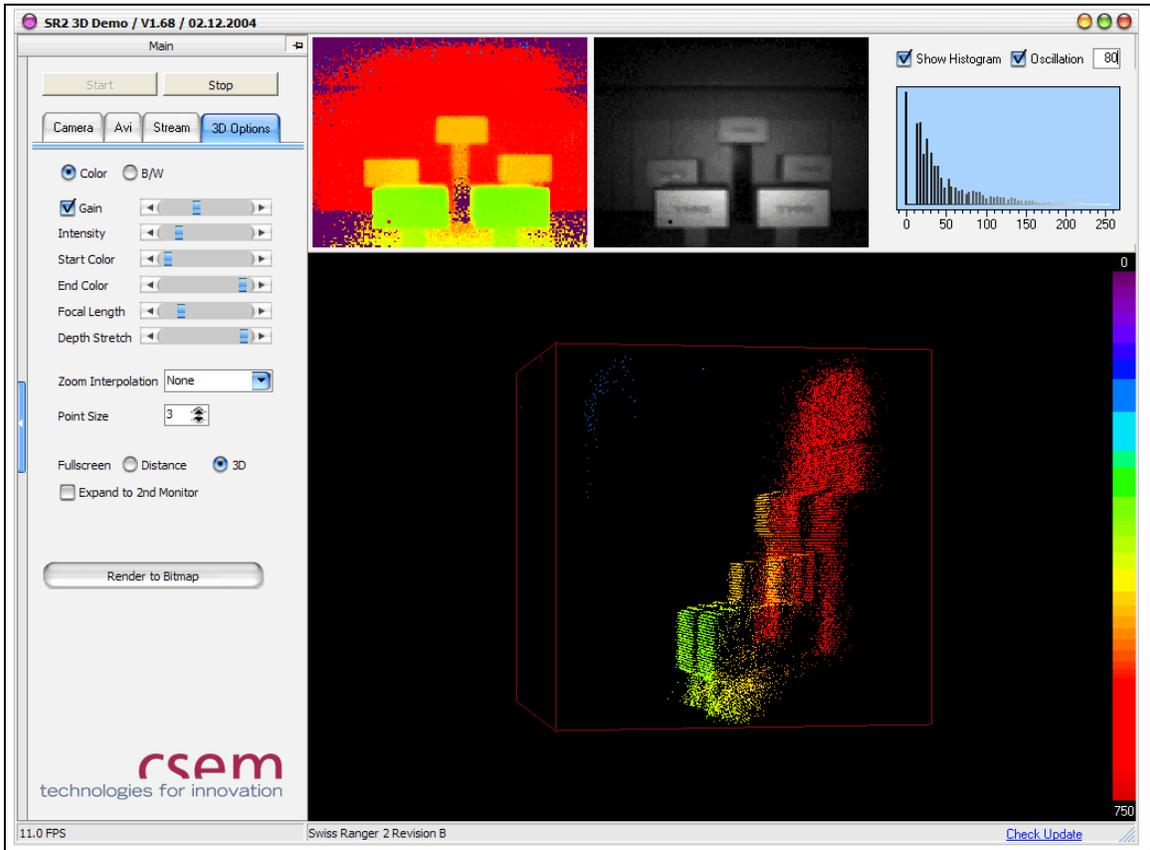 SR2 3D Demo / V1.68 / 02.12.2004
Main
Start Stop
Camera Avi Stream 3D Options
Color B/W
Gain
Intensity
Start Color
End Color
Focal Length
Depth Stretch
Zoom Interpolation None
Point Size 3
Fullscreen Distance 3D
Expand to 2nd Monitor
Render to Bitmap
csem
technologies for innovation
Show Histogram Oscillation 80
0 50 100 150 200 250
0
750
11.0 FPS Swiss Ranger 2 Revision B Check Update